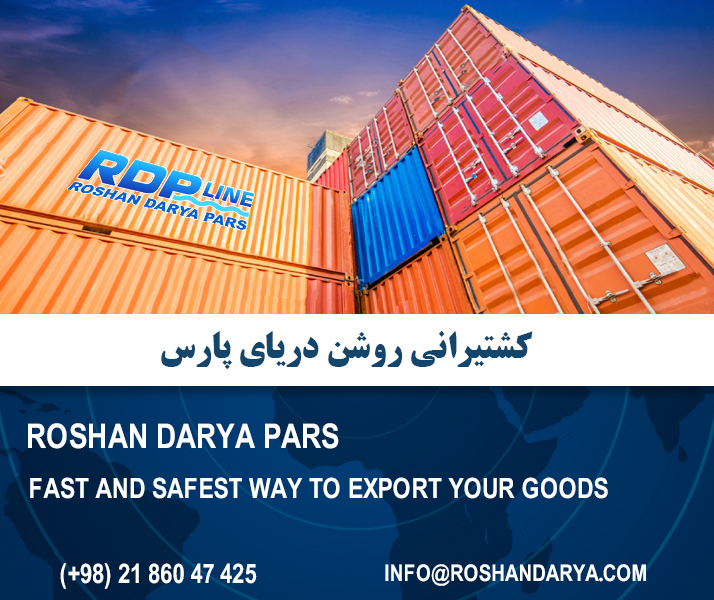 RDP LINE
ROSHAN DARYA PARS
کشتیرانی روشن دریای پارس
ROSHAN DARYA PARS
FAST AND SAFEST WAY TO EXPORT YOUR GOODS
(+98) 21 860 47 425
INFO@ROSHANDARYA.COM